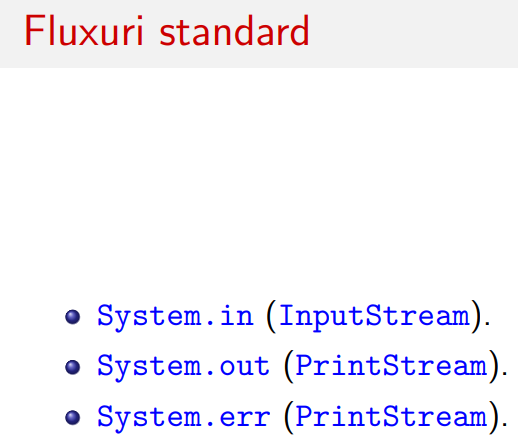 Fluxuri standard
System.in (InputStream).
System.out (PrintStream).
System.err (PrintStream).